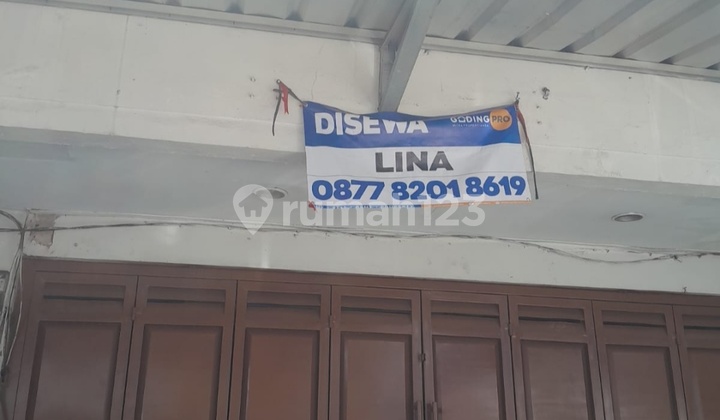 DISEWA
GADING PRO
LINA
0877 8201 8619
rumah123